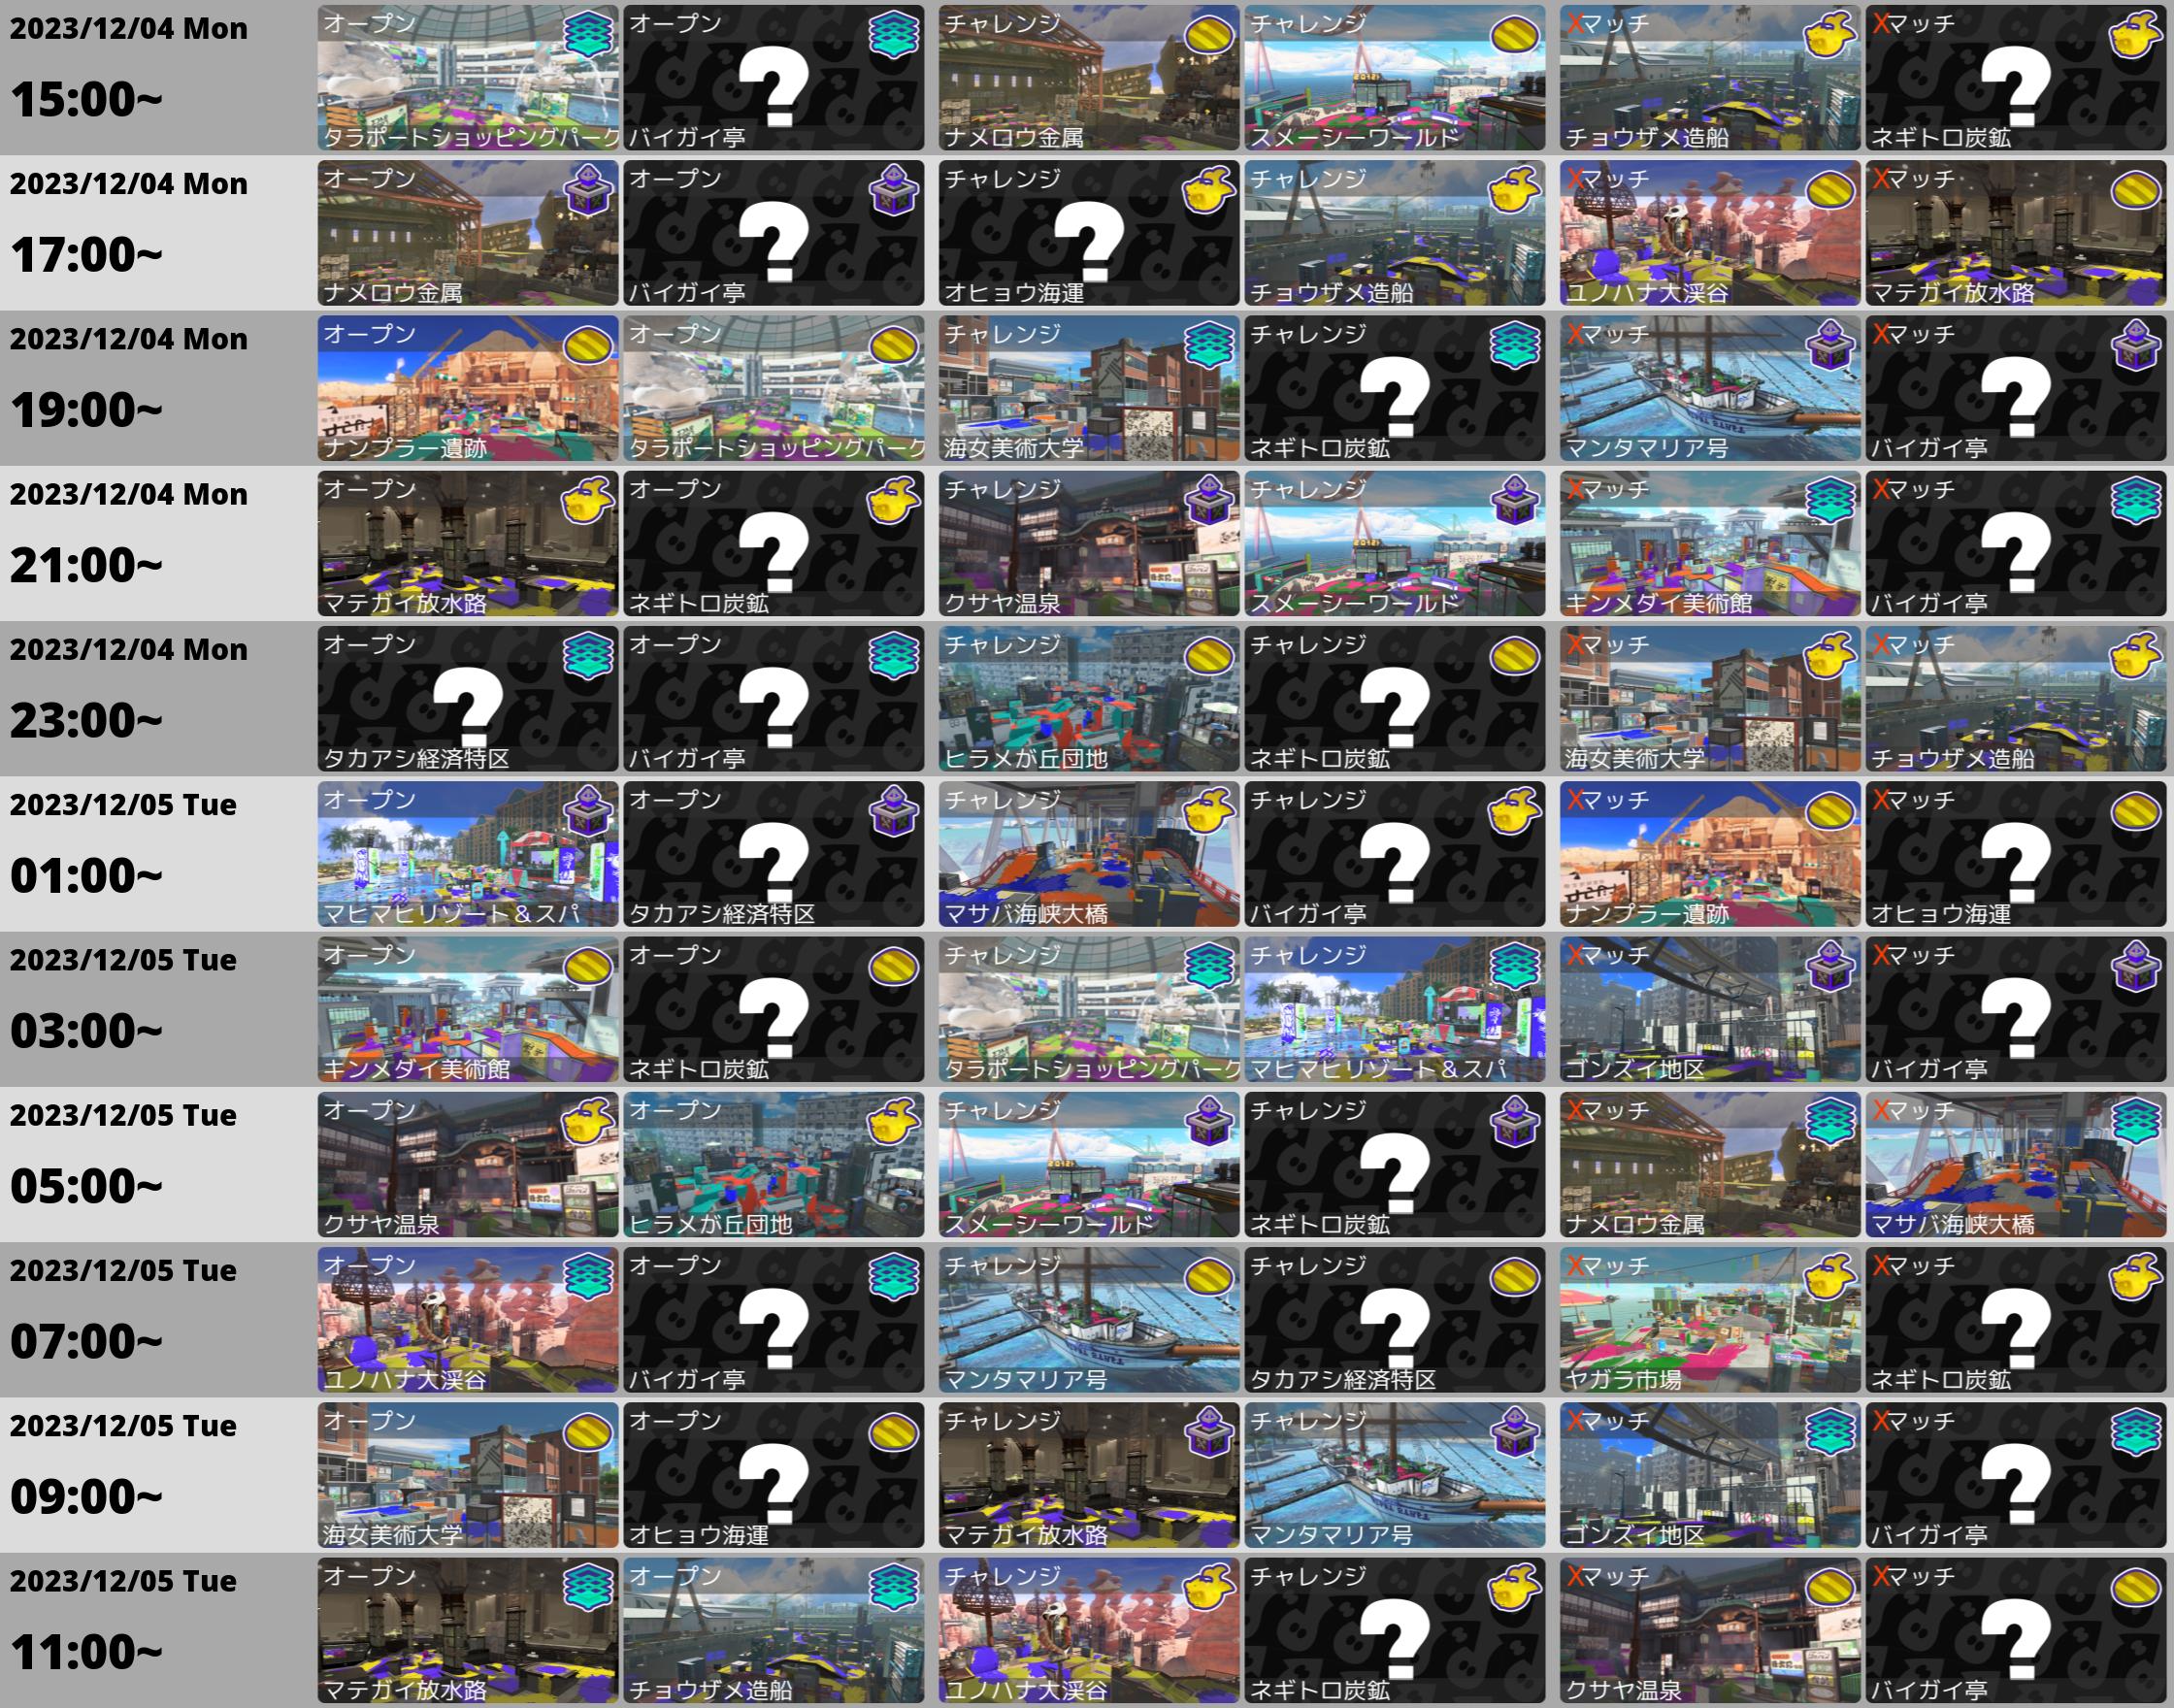 2023/12/04 Mon
15:00~
オープン
タラポートショッピングパーク
オープン
バイガイ亭
チャレンジ
ナメロウ金属
チャレンジ
スメーシーワールド
Xマッチ
チョウザメ造船
Xマッチ
ネギトロ炭鉱
2023/12/04 Mon
17:00~
オープン
ナメロウ金属
オープン
バイガイ亭
チャレンジ
オヒョウ海運
チャレンジ
チョウザメ造船
Xマッチ
ユノハナ大渓谷
Xマッチ
マテガイ放水路
2023/12/04 Mon
19:00~
オープン
ナンプラー遺跡
オープン
タラポートショッピングパーク
チャレンジ
海女美術大学
チャレンジ
ネギトロ炭鉱
Xマッチ
マンタマリア号
Xマッチ
バイガイ亭
2023/12/04 Mon
21:00~
オープン
マテガイ放水路
オープン
ネギトロ炭鉱
チャレンジ
クサヤ温泉
チャレンジ
スメーシーワールド
Xマッチ
キンメダイ美術館
Xマッチ
バイガイ亭
2023/12/04 Mon
23:00~
オープン
タカアシ経済特区
オープン
バイガイ亭
チャレンジ
ヒラメが丘団地
チャレンジ
ネギトロ炭鉱
Xマッチ
海女美術大学
Xマッチ
チョウザメ造船
2023/12/05 Tue
01:00~
オープン
マヒマヒリゾート＆スパ
オープン
タカアシ経済特区
チャレンジ
マサバ海峡大橋
チャレンジ
バイガイ亭
Xマッチ
ナンプラー遺跡
Xマッチ
オヒョウ海運
2023/12/05 Tue
03:00~
オープン
キンメダイ美術館
オープン
ネギトロ炭鉱
チャレンジ
タラポートショッピングパーク
チャレンジ
マヒマヒリゾート＆スパ
Xマッチ
ゴンズイ地区
Xマッチ
バイガイ亭
2023/12/05 Tue
05:00~
オープン
クサヤ温泉
オープン
ヒラメが丘団地
チャレンジ
スメーシーワールド
チャレンジ
ネギトロ炭鉱
Xマッチ
ナメロウ金属
Xマッチ
マサバ海峡大橋
2023/12/05 Tue
07:00~
オープン
ユノハナ大渓谷
オープン
バイガイ亭
チャレンジ
マンタマリア号
チャレンジ
タカアシ経済特区
Xマッチ
ヤガラ市場
Xマッチ
ネギトロ炭鉱
2023/12/05 Tue
09:00~
オープン
海女美術大学
オープン
オヒョウ海運
チャレンジ
マテガイ放水路
チャレンジ
マンタマリア号
Xマッチ
ゴンズイ地区
Xマッチ
バイガイ亭
2023/12/05 Tue
11:00~
オープン
マテガイ放水路
オープン
チョウザメ造船
チャレンジ
ユノハナ大渓谷
チャレンジ
ネギトロ炭鉱
Xマッチ
クサヤ温泉
Xマッチ
バイガイ亭